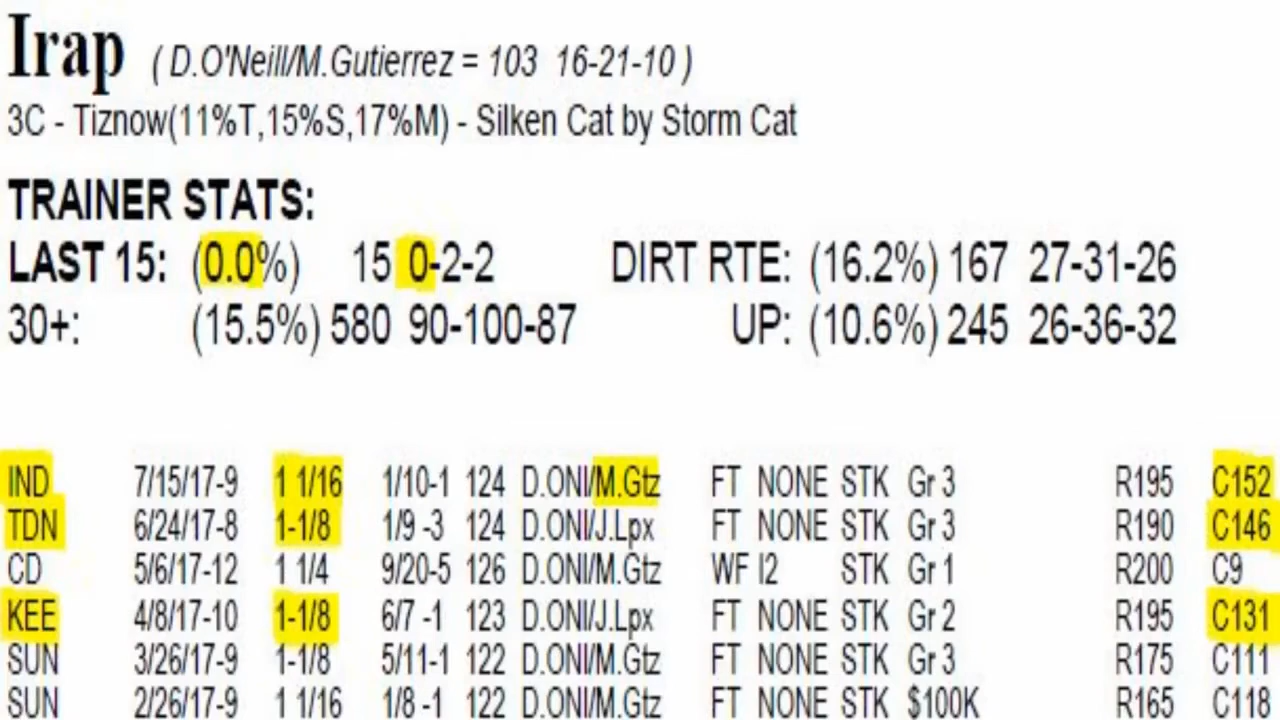 Irap ( D.O'Neill/M.Gutierrez = 103 16-21-10 )
3C - Tiznow(11%T,15%S,17%M) - Silken Cat by Storm Cat
TRAINER STATS:
LAST 15: (0.0%) 15 0-2-2 DIRT RTE: (16.2%) 167 27-31-26
30+: (15.5%) 580 90-100-87 UP: (10.6%) 245 26-36-32
IND 7/15/17-9 1 1/16 1/10-1 124 D.ONI/M.Gtz FT NONE STK Gr 3 R195 C152
TDN 6/24/17-8 1-1/8 1/9 -3 124 D.ONI/J.Lpx FT NONE STK Gr 3 R190 C146
CD 5/6/17-12 1 1/4 9/20-5 126 D.ONI/M.Gtz WF I2 STK Gr 1 R200 C9
KEE 4/8/17-10 1-1/8 6/7 -1 123 D.ONI/J.Lpx FT NONE STK Gr 2 R195 C131
SUN 3/26/17-9 1-1/8 5/11-1 122 D.ONI/M.Gtz FT NONE STK Gr 3 R175 C111
SUN 2/26/17-9 1 1/16 1/8 -1 122 D.ONI/M.Gtz FT NONE STK $100K R165 C118